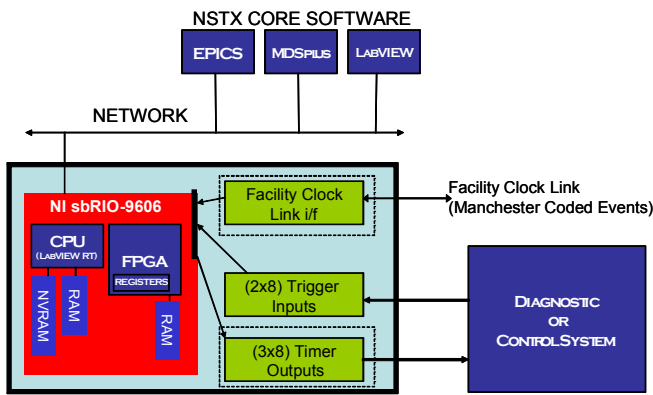 NSTX CORE SOFTWARE
EPICS
MDSPLUS
LABVIEW
NETWORK
NI sbRIO-9606
CPU
(LABVIEW RT)
FPGA
REGISTERS
NVRAM
RAM
RAM
Facility Clock
Link i/f
(2x8) Trigger
Inputs
(3x8) Timer
Outputs
Facility Clock Link
(Manchester Coded Events)
DIAGNOSTIC
OR
CONTROLSYSTEM